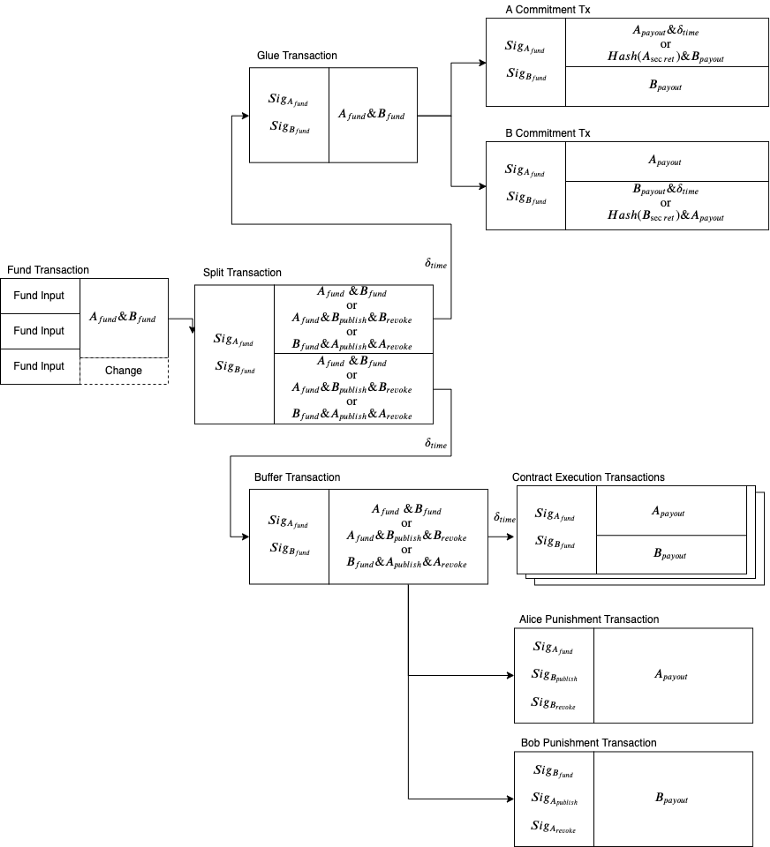 A Commitment Tx
Sig_{A_{fund}}
Sig_{B_{fund}}
A_{payout}&δ_{time}
or
Hash(A_{secret})&B_{payout}
B_{payout}
Glue Transaction
Sig_{A_{fund}}
Sig_{B_{fund}}
A_{fund}&B_{fund}
B Commitment Tx
Sig_{A_{fund}}
Sig_{B_{fund}}
A_{payout}
B_{payout}&δ_{time}
or
Hash(B_{secret})&A_{payout}
δ_{time}
Fund Transaction
Fund Input
Fund Input
Fund Input
A_{fund}&B_{fund}
Change
Split Transaction
Sig_{A_{fund}}
Sig_{B_{fund}}
A_{fund} &B_{fund}
or
A_{fund}&B_{publish}&B_{revoke}
or
B_{fund}&A_{publish}&A_{revoke}
A_{fund} &B_{fund}
or
A_{fund}&B_{publish}&B_{revoke}
or
B_{fund}&A_{publish}&A_{revoke}
δ_{time}
Buffer Transaction
Sig_{A_{fund}}
Sig_{B_{fund}}
A_{fund} &B_{fund}
or
A_{fund}&B_{publish}&B_{revoke}
or
B_{fund}&A_{publish}&A_{revoke}
δ_{time}
Contract Execution Transactions
Sig_{A_{fund}}
Sig_{B_{fund}}
A_{payout}
B_{payout}
Alice Punishment Transaction
Sig_{A_{fund}}
Sig_{B_{publish}}
Sig_{B_{revoke}}
A_{payout}
Bob Punishment Transaction
Sig_{B_{fund}}
Sig_{A_{publish}}
Sig_{A_{revoke}}
B_{payout}